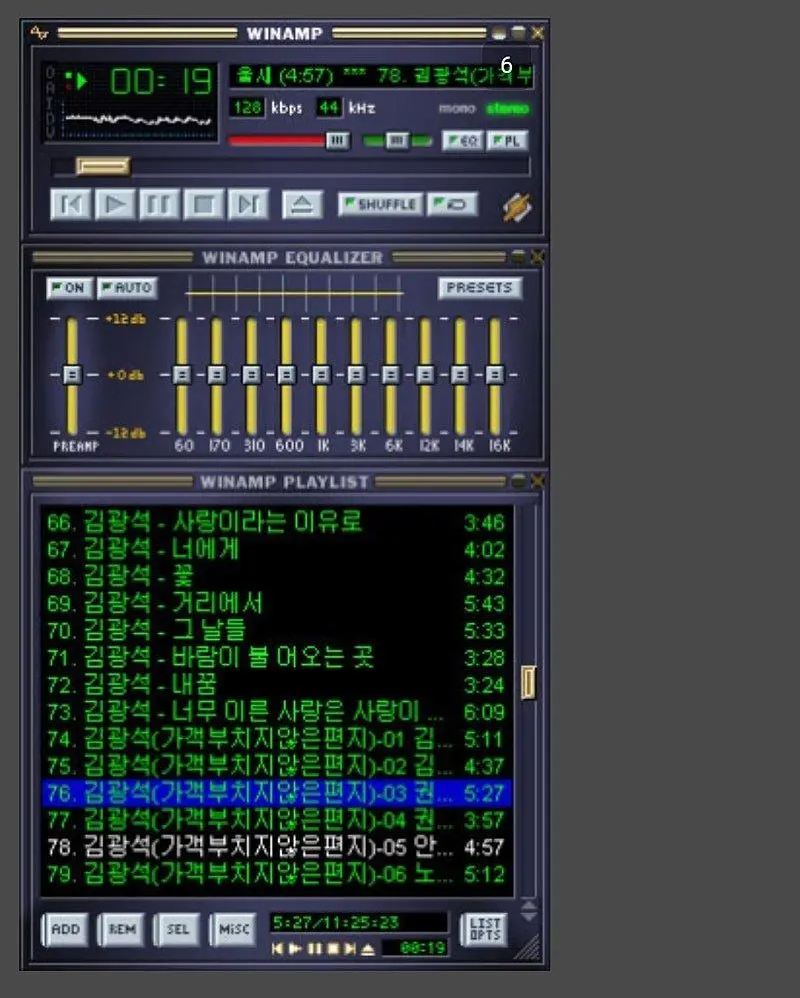 WINAMP
6
OAIDV
00:19
출시 (4:57) *** 78. 김광석(가객부
128 kbps 44 kHz mono stereo
EQ PL
SHUFFLE
WINAMP EQUALIZER
ON AUTO PRESETS
+12db
+0db
-12db
PREAMP 60 170 310 600 1K 3K 6K 12K 14K 16K
WINAMP PLAYLIST
66. 김광석 - 사랑이라는 이유로 3:46
67. 김광석 - 너에게 4:02
68. 김광석 - 꽃 4:32
69. 김광석 - 거리에서 5:43
70. 김광석 - 그 날들 5:33
71. 김광석 - 바람이 불 어오는 곳 3:28
72. 김광석 - 내꿈 3:24
73. 김광석 - 너무 이른 사랑은 사랑이 ... 6:09
74. 김광석(가객부치지않은편지)-01 김... 5:11
75. 김광석(가객부치지않은편지)-02 김... 4:37
76. 김광석(가객부치지않은편지)-03 권... 5:27
77. 김광석(가객부치지않은편지)-04 권... 3:57
78. 김광석(가객부치지않은편지)-05 안... 4:57
79. 김광석(가객부치지않은편지)-06 노... 5:12
ADD REM SEL MISC 5:27/11:25:23 LIST OPTS
00:19